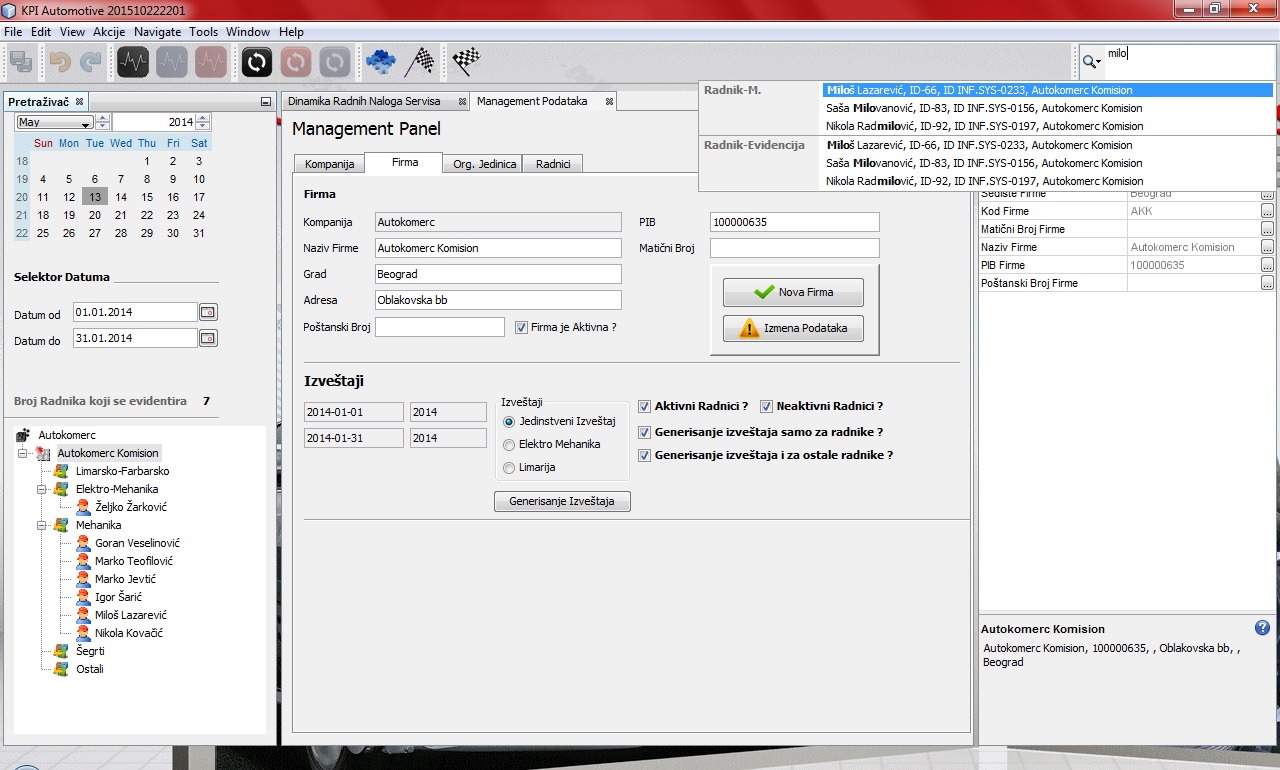 KPI Automotive 201510222201
File Edit View Akcije Navigate Tools Window Help
milo
Radnik-M. Miloš Lazarević, ID-66, ID INF.SYS-0233, Autokomerc Komision
Saša Milovanović, ID-83, ID INF.SYS-0156, Autokomerc Komision
Nikola Radmilović, ID-92, ID INF.SYS-0197, Autokomerc Komision
Radnik-Evidencija Miloš Lazarević, ID-66, ID INF.SYS-0233, Autokomerc Komision
Saša Milovanović, ID-83, ID INF.SYS-0156, Autokomerc Komision
Nikola Radmilović, ID-92, ID INF.SYS-0197, Autokomerc Komision
Pretraživač
May 2014
Sun Mon Tue Wed Thu Fri Sat
18 1 2 3
19 4 5 6 7 8 9 10
20 11 12 13 14 15 16 17
21 18 19 20 21 22 23 24
22 25 26 27 28 29 30 31
Selektor Datuma
Datum od 01.01.2014
Datum do 31.01.2014
Broj Radnika koji se evidentira 7
Autokomerc
Autokomerc Komision
Limarsko-Farbarsko
Elektro-Mehanika
Željko Žarković
Mehanika
Goran Veselinović
Marko Teofilović
Marko Jevtić
Igor Šarić
Miloš Lazarević
Nikola Kovačić
Šegrti
Ostali
Dinamika Radnih Naloga Servisa Management Podataka
Management Panel
Kompanija Firma Org. Jedinica Radnici
Firma
Kompanija Autokomerc PIB 100000635
Naziv Firme Autokomerc Komision Matični Broj
Grad Beograd
Adresa Oblakovska bb
Poštanski Broj Firma je Aktivna ?
Nova Firma
Izmena Podataka
Izveštaji
2014-01-01 2014
2014-01-31 2014
Izveštaji
Jedinstveni Izveštaj
Elektro Mehanika
Limarija
Aktivni Radnici ? Neaktivni Radnici ?
Generisanje izveštaja samo za radnike ?
Generisanje izveštaja i za ostale radnike ?
Generisanje Izveštaja
Sedište Firme Beograd ...
Kod Firme AKK ...
Matični Broj Firme ...
Naziv Firme Autokomerc Komision ...
PIB Firme 100000635 ...
Poštanski Broj Firme ...
Autokomerc Komision
Autokomerc Komision, 100000635, , Oblakovska bb, ,
Beograd